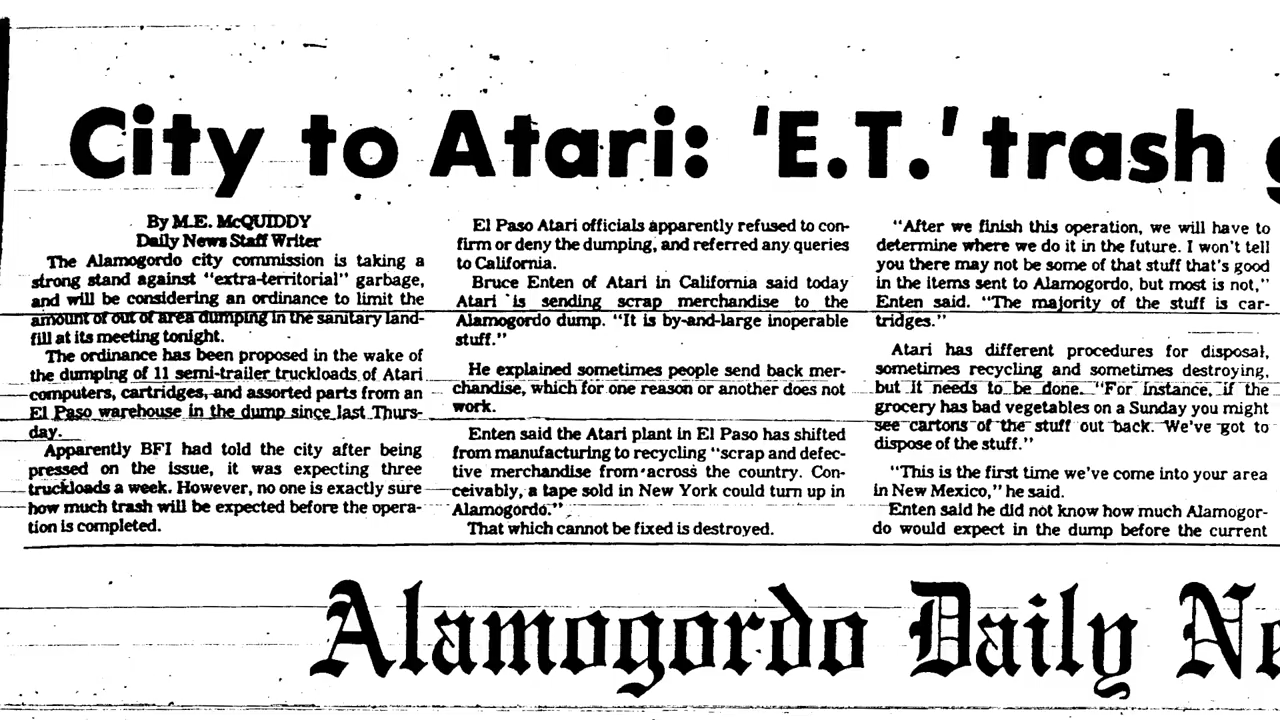 City to Atari: 'E.T.' trash
By M.E. McQUIDDY
Daily News Staff Writer
The Alamogordo city commission is taking a
strong stand against "extra-territorial" garbage,
and will be considering an ordinance to limit the
amount of out of area dumping in the sanitary land-
fill at its meeting tonight.
The ordinance has been proposed in the wake of
the dumping of 11 semi-trailer truckloads of Atari
computers, cartridges, and assorted parts from an
El Paso warehouse in the dump since last Thurs-
day.
Apparently BFI had told the city after being
pressed on the issue, it was expecting three
truckloads a week. However, no one is exactly sure
how much trash will be expected before the opera-
tion is completed.
El Paso Atari officials apparently refused to con-
firm or deny the dumping, and referred any queries
to California.
Bruce Enten of Atari in California said today
Atari is sending scrap merchandise to the
Alamogordo dump. "It is by-and-large inoperable
stuff."
He explained sometimes people send back mer-
chandise, which for one reason or another does not
work.
Enten said the Atari plant in El Paso has shifted
from manufacturing to recycling "scrap and defec-
tive merchandise from across the country. Con-
ceivably, a tape sold in New York could turn up in
Alamogordo."
That which cannot be fixed is destroyed.
"After we finish this operation, we will have to
determine where we do it in the future. I won't tell
you there may not be some of that stuff that's good
in the items sent to Alamogordo, but most is not,"
Enten said. "The majority of the stuff is car-
tridges."
Atari has different procedures for disposal,
sometimes recycling and sometimes destroying,
but it needs to be done. "For instance, if the
grocery has bad vegetables on a Sunday you might
see cartons of the stuff out back. We've got to
dispose of the stuff."
"This is the first time we've come into your area
in New Mexico," he said.
Enten said he did not know how much Alamogor-
do would expect in the dump before the current
Alamogordo Daily Ne